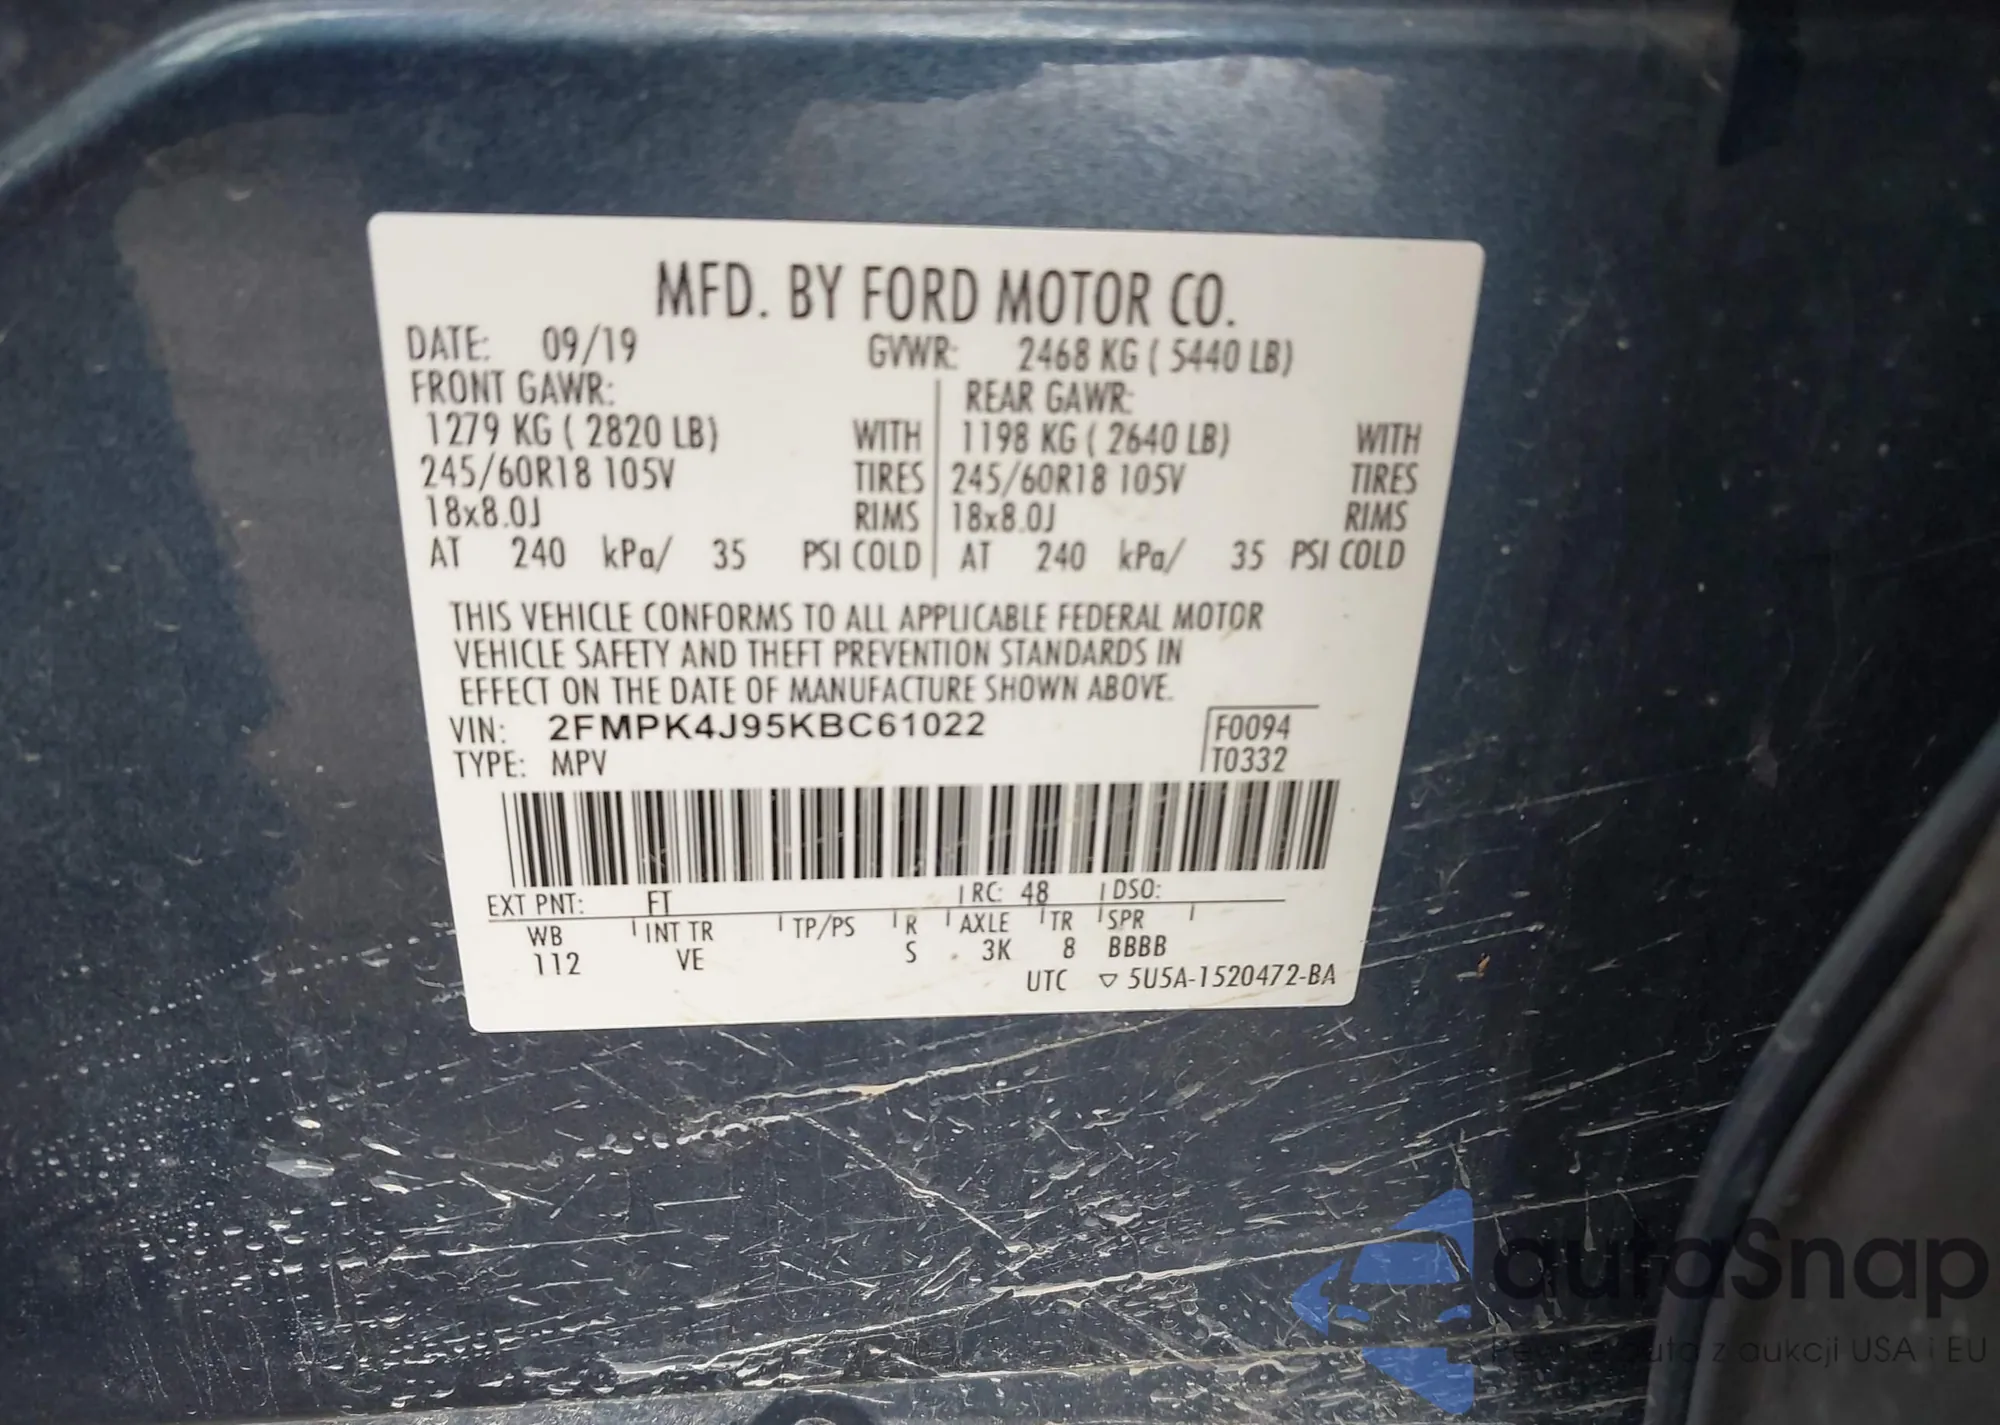 MFD. BY FORD MOTOR CO.
DATE: 09/19 GVWR: 2468 KG ( 5440 LB)
FRONT GAWR: REAR GAWR:
1279 KG ( 2820 LB) WITH 1198 KG ( 2640 LB) WITH
245/60R18 105V TIRES 245/60R18 105V TIRES
18x8.0J RIMS 18x8.0J RIMS
AT 240 kPa/ 35 PSI COLD AT 240 kPa/ 35 PSI COLD
THIS VEHICLE CONFORMS TO ALL APPLICABLE FEDERAL MOTOR
VEHICLE SAFETY AND THEFT PREVENTION STANDARDS IN
EFFECT ON THE DATE OF MANUFACTURE SHOWN ABOVE.
VIN: 2FMPK4J95KBC61022 F0094
TYPE: MPV T0332
EXT PNT: FT RC: 48 DSO:
WB INT TR TP/PS R AXLE TR SPR
112 VE S 3K 8 BBBB
UTC ▽ 5U5A-1520472-BA
autoSnap
auto z aukcji USA i EU